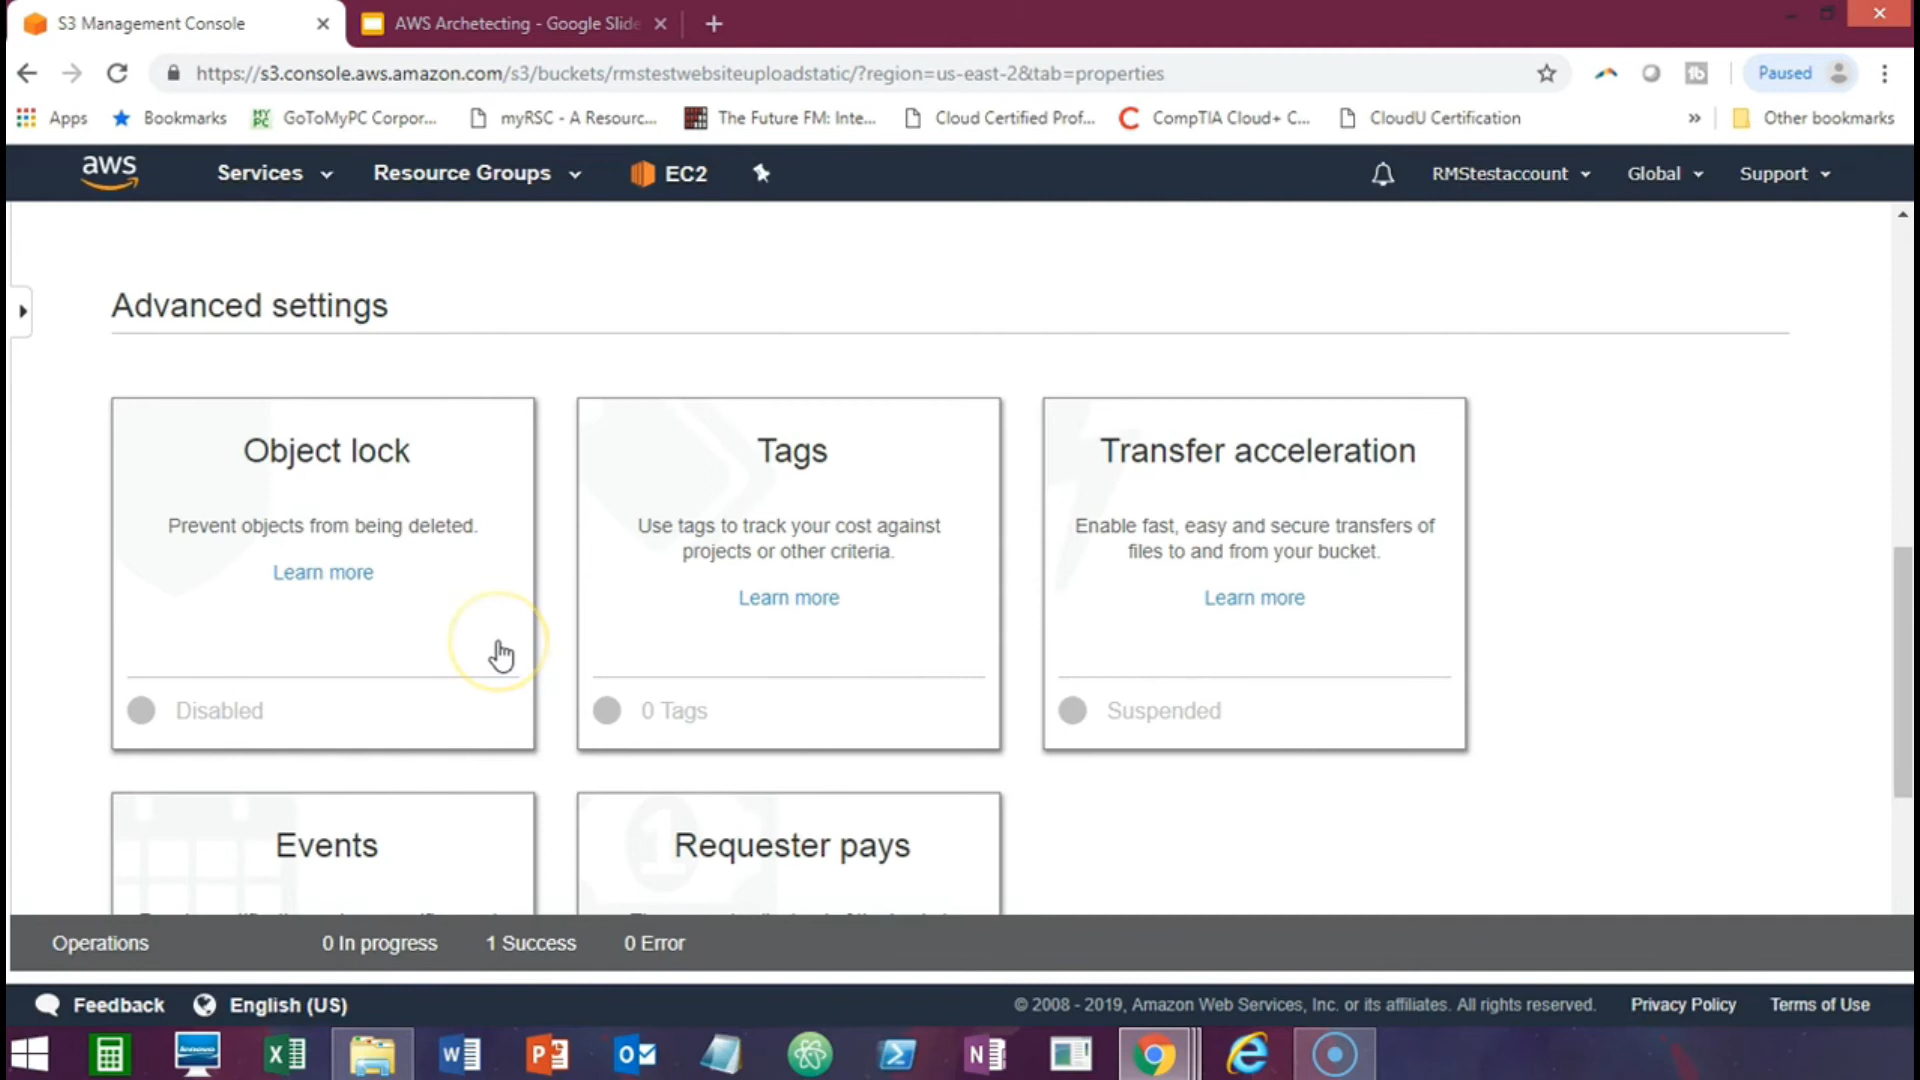 S3 Management Console
AWS Archetecting - Google Slide
https://s3.console.aws.amazon.com/s3/buckets/rmstestwebsiteuploadstatic/?region=us-east-2&tab=properties
Paused
Apps
Bookmarks
GoToMyPC Corpor...
myRSC - A Resourc...
The Future FM: Inte...
Cloud Certified Prof...
CompTIA Cloud+ C...
CloudU Certification
Other bookmarks
aws
Services
Resource Groups
EC2
RMStestaccount
Global
Support
Advanced settings
Object lock
Prevent objects from being deleted.
Learn more
Disabled
Tags
Use tags to track your cost against
projects or other criteria.
Learn more
0 Tags
Transfer acceleration
Enable fast, easy and secure transfers of
files to and from your bucket.
Learn more
Suspended
Events
Requester pays
Operations
0 In progress
1 Success
0 Error
Feedback
English (US)
© 2008 - 2019, Amazon Web Services, Inc. or its affiliates. All rights reserved.
Privacy Policy
Terms of Use